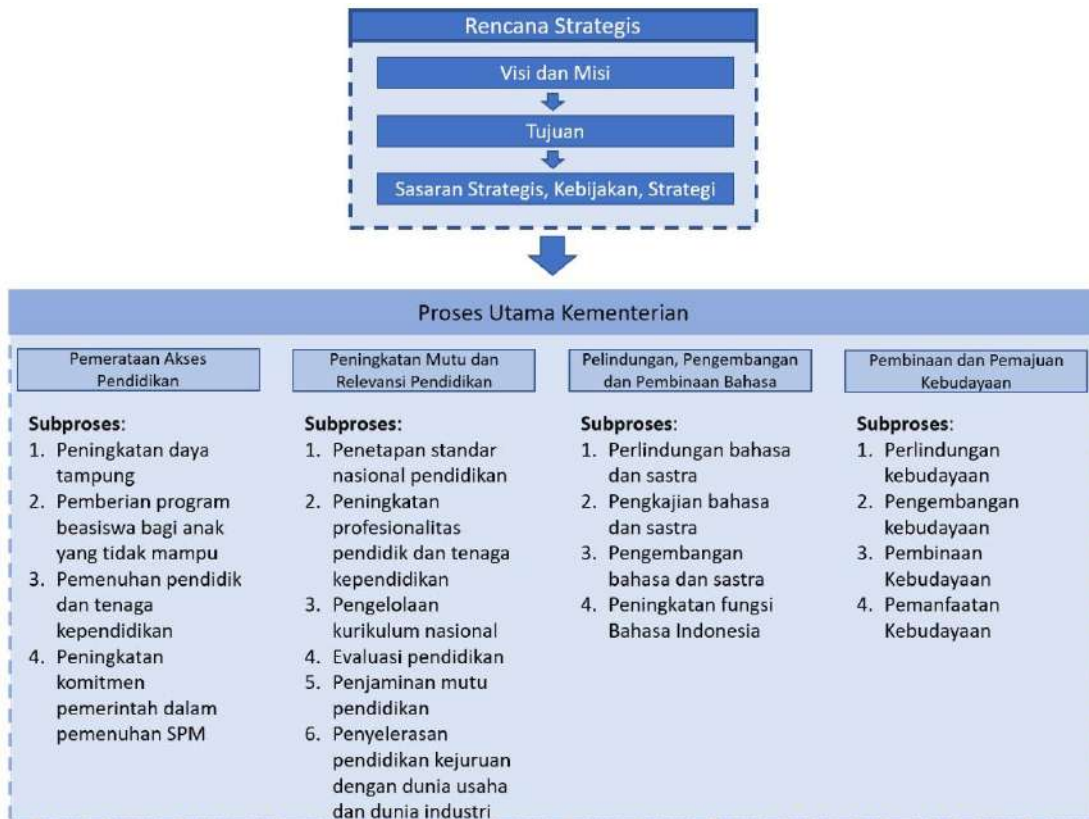 Rencana Strategis
Visi dan Misi
Tujuan
Sasaran Strategis, Kebijakan, Strategi
Proses Utama Kementerian
Pemerataan Akses
Pendidikan
Subproses:
1. Peningkatan daya
tampung
2. Pemberian program
beasiswa bagi anak
yang tidak mampu
3. Pemenuhan pendidik
dan tenaga
kependidikan
4. Peningkatan
komitmen
pemerintah dalam
pemenuhan SPM
Peningkatan Mutu dan
Relevansi Pendidikan
Subproses:
1. Penetapan standar
nasional pendidikan
2. Peningkatan
profesionalitas
pendidik dan tenaga
kependidikan
3. Pengelolaan
kurikulum nasional
4. Evaluasi pendidikan
5. Penjaminan mutu
pendidikan
6. Penyelerasan
pendidikan kejuruan
dengan dunia usaha
dan dunia industri
Pelindungan, Pengembangan
dan Pembinaan Bahasa
Subproses:
1. Perlindungan bahasa
dan sastra
2. Pengkajian bahasa
dan sastra
3. Pengembangan
bahasa dan sastra
4. Peningkatan fungsi
Bahasa Indonesia
Pembinaan dan Pemajuan
Kebudayaan
Subproses:
1. Perlindungan
kebudayaan
2. Pengembangan
kebudayaan
3. Pembinaan
Kebudayaan
4. Pemanfaatan
Kebudayaan